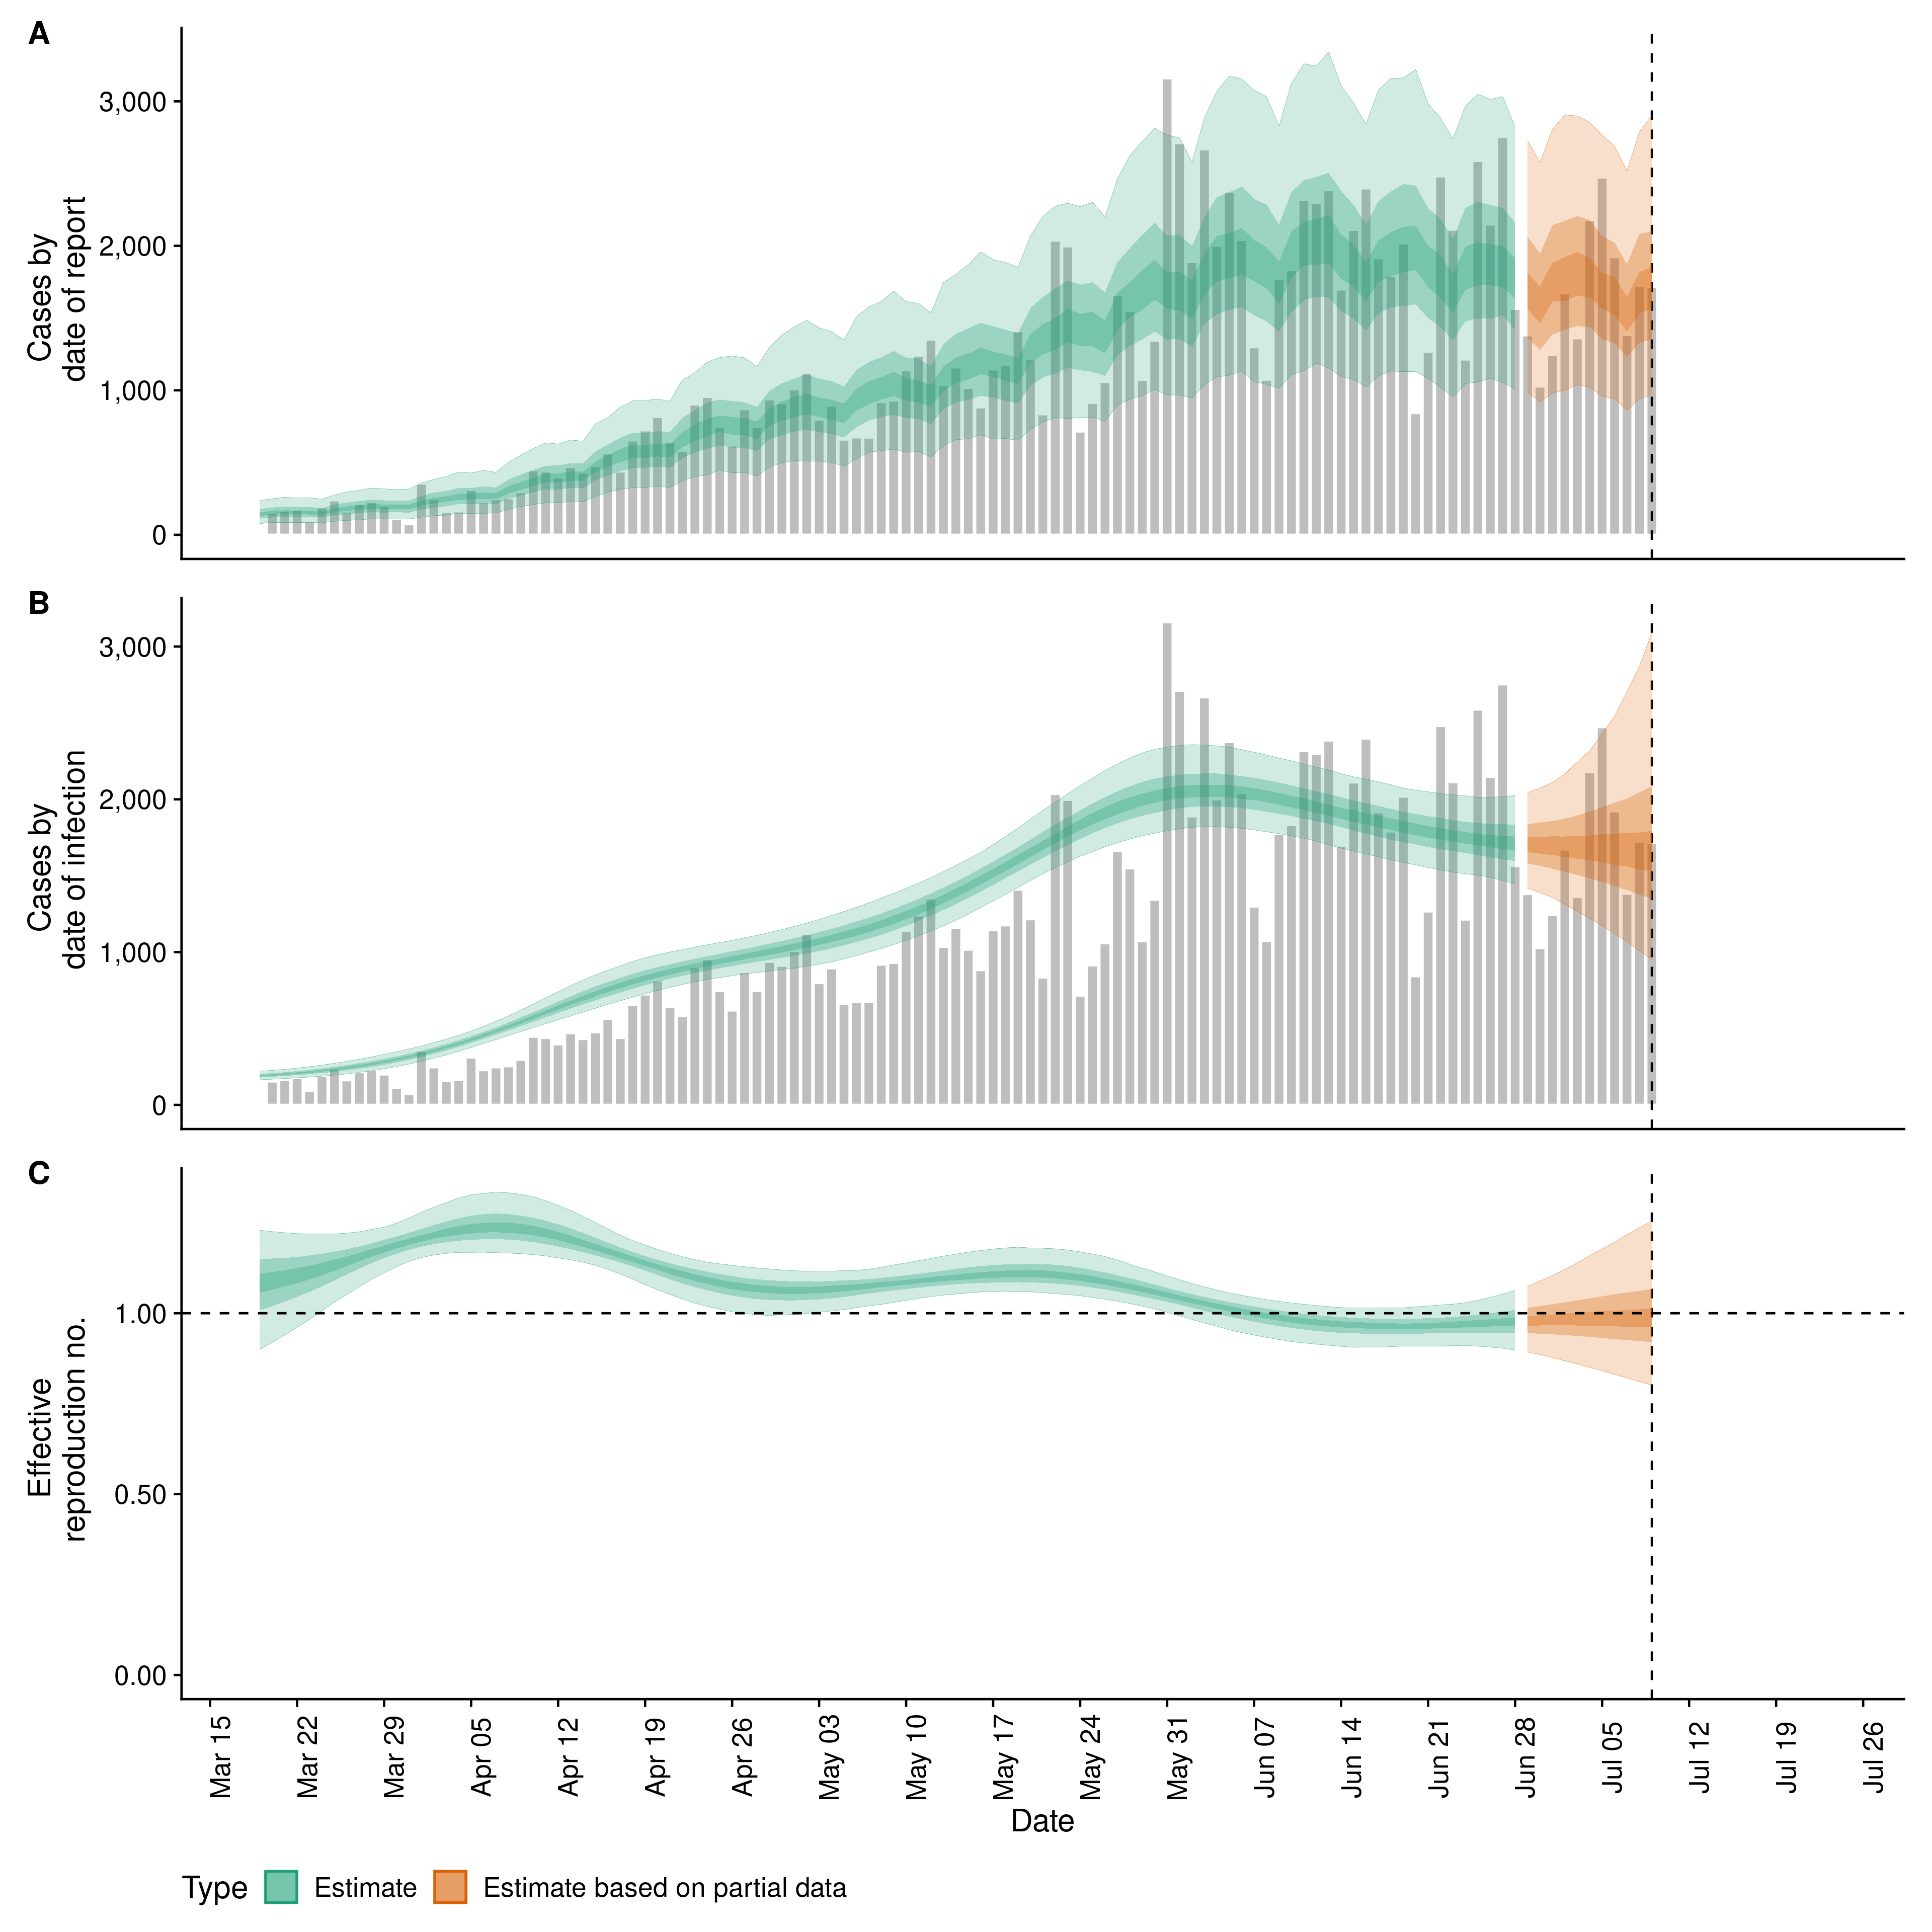 A
Cases by
date of report
3,000
2,000
1,000
0
B
Cases by
date of infection
3,000
2,000
1,000
0
C
Effective
reproduction no.
1.00
0.50
0.00
Mar 15
Mar 22
Mar 29
Apr 05
Apr 12
Apr 19
Apr 26
May 03
May 10
May 17
May 24
May 31
Jun 07
Jun 14
Jun 21
Jun 28
Jul 05
Jul 12
Jul 19
Jul 26
Date
Type Estimate Estimate based on partial data